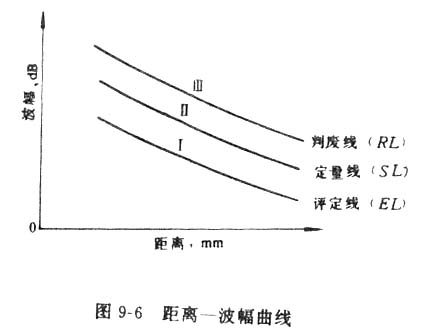 波幅,dB
Ⅲ
Ⅱ
Ⅰ
判废线(RL)
定量线(SL)
评定线(EL)
0
距离,mm
图 9-6 距离—波幅曲线